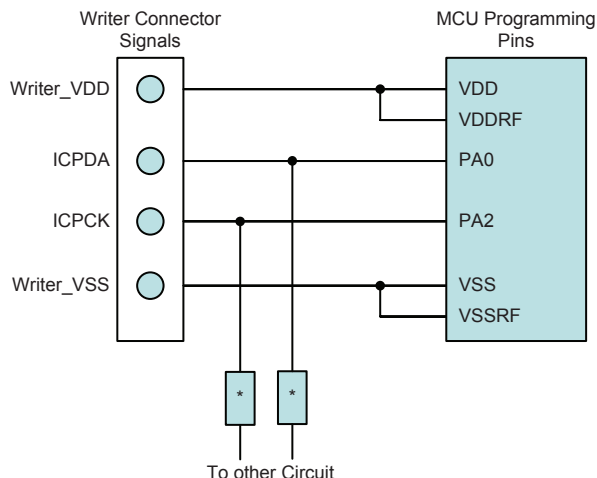 Writer Connector
Signals
MCU Programming
Pins
Writer_VDD
VDD
VDDRF
ICPDA
PA0
ICPCK
PA2
Writer_VSS
VSS
VSSRF
*
*
To other Circuit